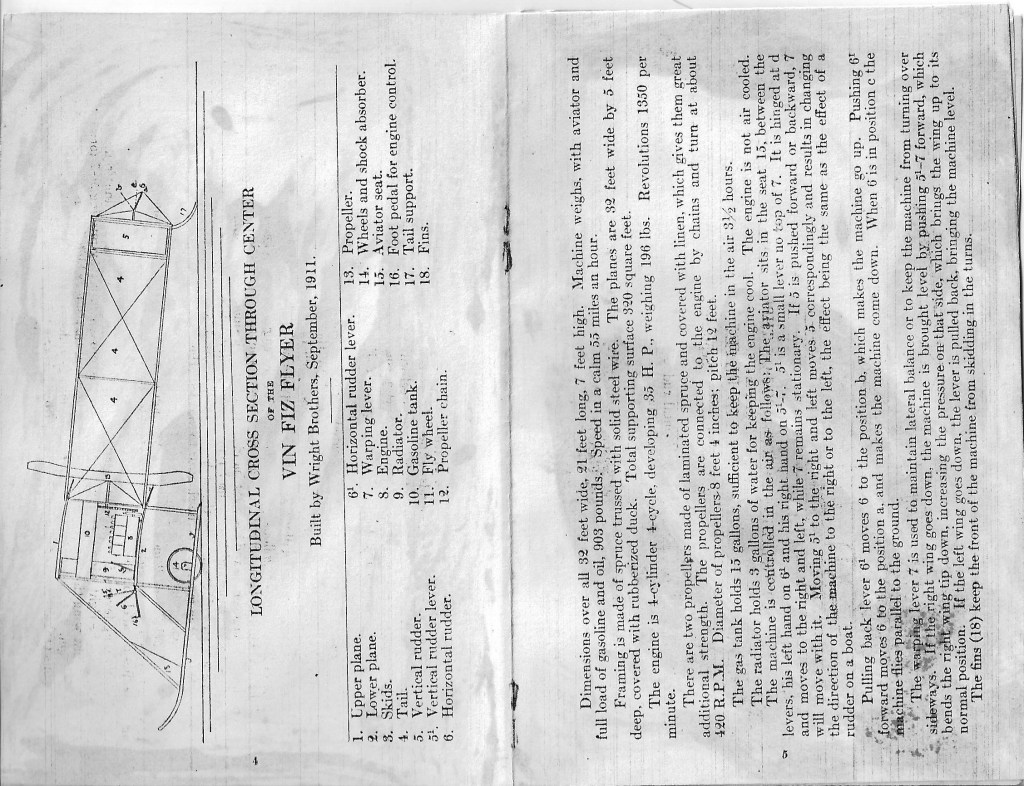 5
4
4
4
17
LONGITUDINAL CROSS SECTION THROUGH CENTER
OF THE
VIN FIZ FLYER
Built by Wright Brothers, September, 1911.
1. Upper plane.
2. Lower plane.
3. Skids.
4. Tail.
5. Vertical rudder.
5¹. Vertical rudder lever.
6. Horizontal ruder.
6¹. Horizontal rudder lever.
7. Warping lever.
8. Engine.
9. Radiator.
10. Gasoline tank.
11. Fly wheel.
12. Propeller chain.
13. Propeller.
14. Wheels and shock absorber.
15. Aviator seat.
16. Foot pedal for engine control.
17. Tail support.
18. Fins.
4
Dimensions over all 32 feet wide, 21 feet long, 7 feet high. Machine weighs, with aviator and
full load of gasoline and oil, 903 pounds. Speed in a calm 55 miles an hour.
Framing is made of spruce trussed with solid steel wire. The planes are 32 feet wide by 5 feet
deep, covered with rubberized duck. Total supporting surface 320 square feet.
The engine is 4-cylinder 4-cycle, developing 35 H. P., weighing 196 lbs. Revolutions 1350 per
minute.
There are two propellers made of laminated spruce and covered with linen, which gives them great
additional strength. The propellers are connected to the engine by chains and turn at about
420 R.P.M. Diameter of propellers 8 feet 4 inches; pitch 12 feet.
The gas tank holds 15 gallons, sufficient to keep the machine in the air 3½ hours.
The radiator holds 3 gallons of water for keeping the engine cool. The engine is not air cooled.
The machine is controlled in the air as follows: The aviator sits in the seat 15, between the
levers, his left hand on 6¹ and his right hand on 5¹-7. 5¹ is a small lever no top of 7. It is hinged at d
and moves to the right and left, while 7 remains stationary. If 5 is pushed forward or backward, 7
will move with it. Moving 5¹ to the right and left moves 5 correspondingly and results in changing
the direction of the machine to the right or to the left, the effect being the same as the effect of a
rudder on a boat.
Pulling back lever 6¹ moves 6 to the position b, which makes the machine go up. Pushing 6¹
forward moves 6 to the position a, and makes the machine come down. When 6 is in position c the
machine flies parallel to the ground.
The warping lever 7 is used to maintain lateral balance or to keep the machine from turning over
sideways. If the right wing goes down, the machine is brought level by pushing 5¹-7 forward, which
bends the right wing tip down, increasing the pressure on that side, which brings the wing up to its
normal position. If the left wing goes down, the lever is pulled back, bringing the machine level.
The fins (18) keep the front of the machine from skidding in the turns.
5